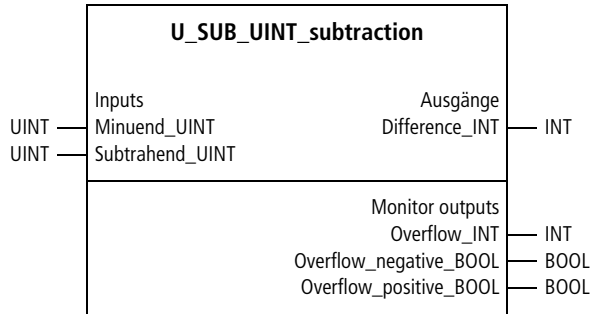 U_SUB_UINT_subtraction
Inputs Ausgänge
UINT Minuend_UINT Difference_INT INT
UINT Subtrahend_UINT
Monitor outputs
Overflow_INT INT
Overflow_negative_BOOL BOOL
Overflow_positive_BOOL BOOL